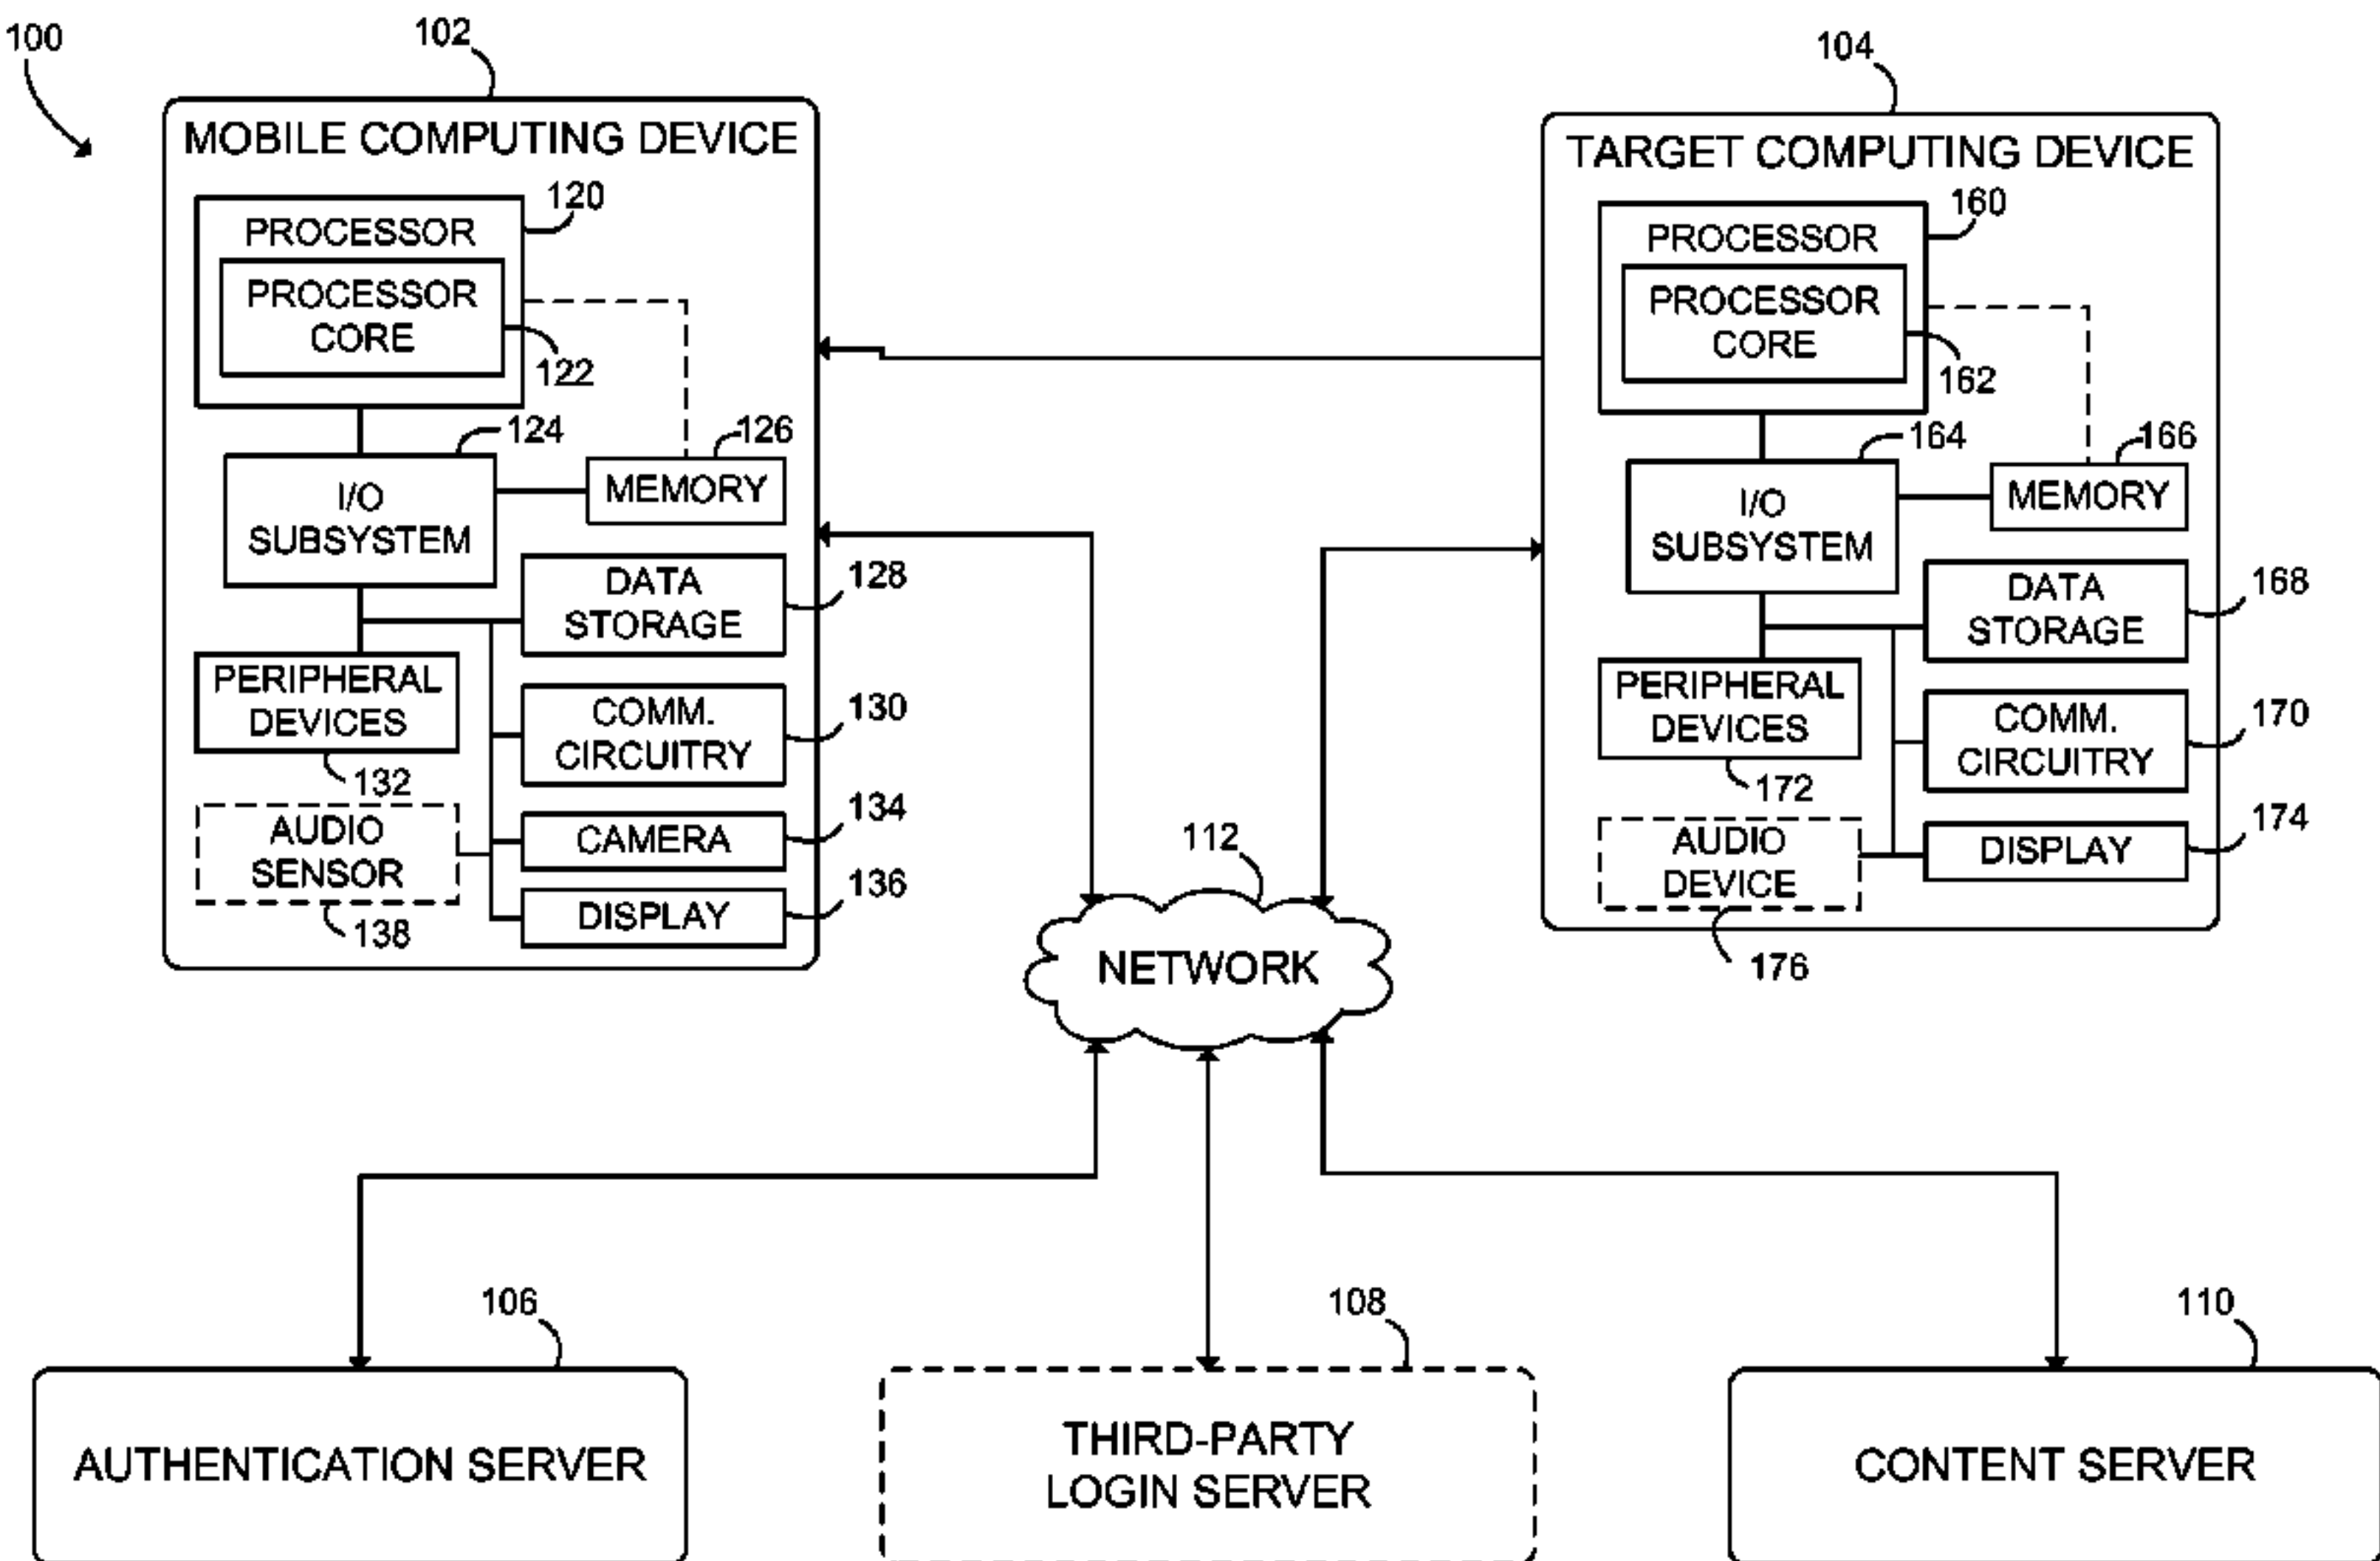 100
102
MOBILE COMPUTING DEVICE
120
PROCESSOR
PROCESSOR
CORE
122
124
126
I/O
SUBSYSTEM
MEMORY
DATA
STORAGE
128
PERIPHERAL
DEVICES
132
COMM.
CIRCUITRY
130
AUDIO
SENSOR
138
CAMERA
134
DISPLAY
136
104
TARGET COMPUTING DEVICE
160
PROCESSOR
PROCESSOR
CORE
162
164
166
I/O
SUBSYSTEM
MEMORY
DATA
STORAGE
168
PERIPHERAL
DEVICES
172
COMM.
CIRCUITRY
170
AUDIO
DEVICE
176
DISPLAY
174
112
NETWORK
106
AUTHENTICATION SERVER
108
THIRD-PARTY
LOGIN SERVER
110
CONTENT SERVER